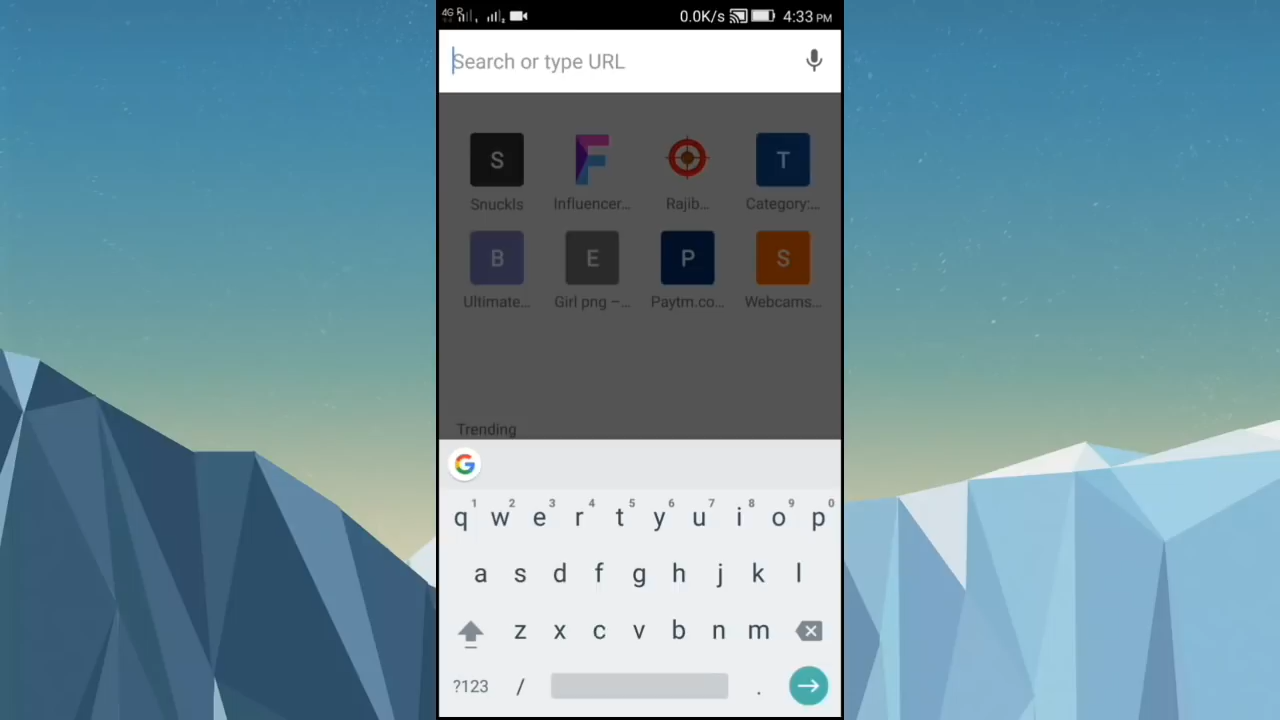 4G R 0.0K/s 4:33 PM
Search or type URL
S F T
Snuckls Influencer... Rajib... Category:...
B E P S
Ultimate... Girl png –... Paytm.co... Webcams...
Trending
G
1 2 3 4 5 6 7 8 9 0
q w e r t y u i o p
a s d f g h j k l
z x c v b n m
?123 / .